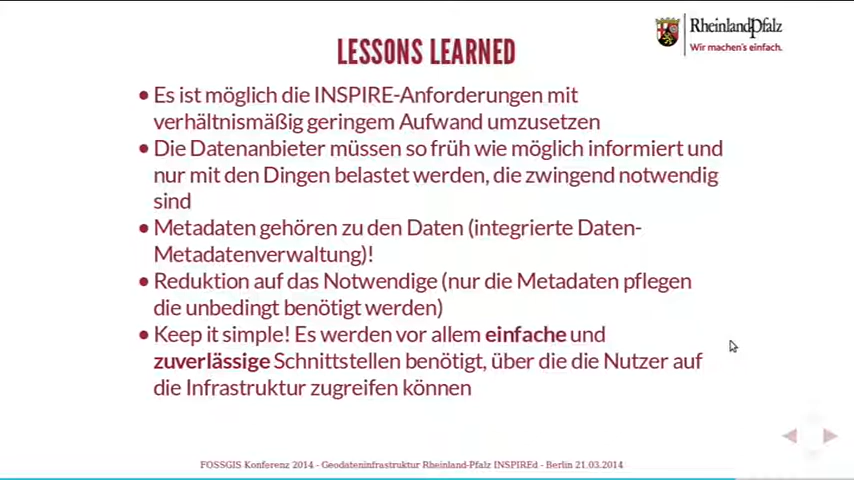 RheinlandPfalz
Wir machen's einfach.
LESSONS LEARNED
• Es ist möglich die INSPIRE-Anforderungen mit
verhältnismäßig geringem Aufwand umzusetzen
• Die Datenanbieter müssen so früh wie möglich informiert und
nur mit den Dingen belastet werden, die zwingend notwendig
sind
• Metadaten gehören zu den Daten (integrierte Daten-
Metadatenverwaltung)!
• Reduktion auf das Notwendige (nur die Metadaten pflegen
die unbedingt benötigt werden)
• Keep it simple! Es werden vor allem einfache und
zuverlässige Schnittstellen benötigt, über die die Nutzer auf
die Infrastruktur zugreifen können
FOSSGIS Konferenz 2014 - Geodateninfrastruktur Rheinland-Pfalz INSPIREd - Berlin 21.03.2014